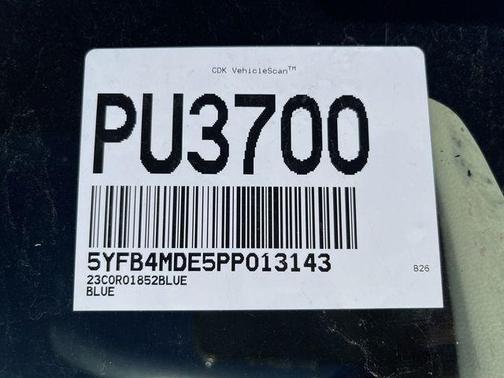 CDK VehicleScan™
PU3700
5YFB4MDE5PP013143
23COR01852BLUE
BLUE
B26